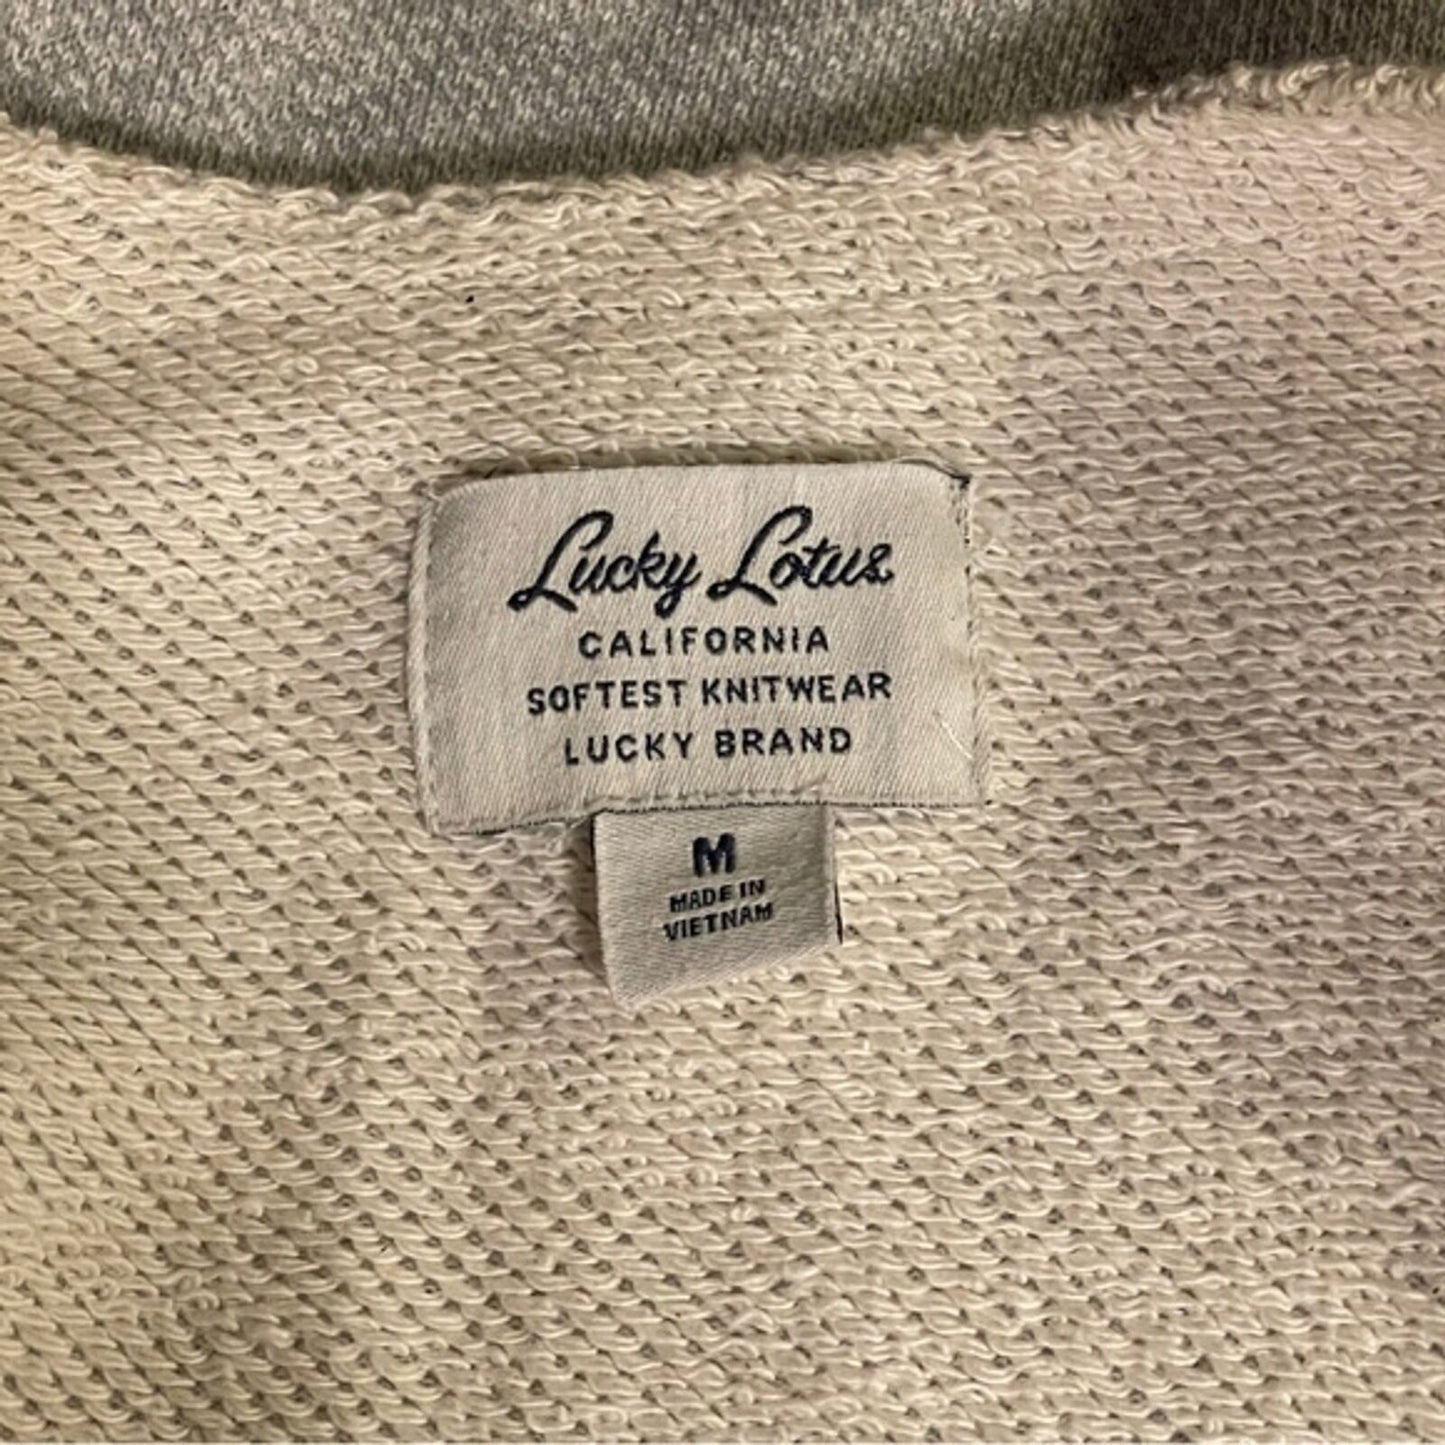 Lucky Lotus
CALIFORNIA
SOFTEST KNITWEAR
LUCKY BRAND
M
MADE IN
VIETNAM